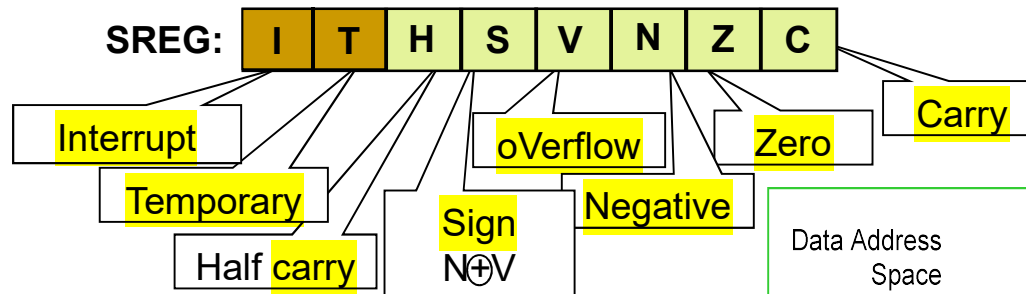 SREG: I T H S V N Z C
Interrupt
Temporary
Half carry
Sign
N⊕V
oVerflow
Negative
Zero
Carry
Data Address
Space